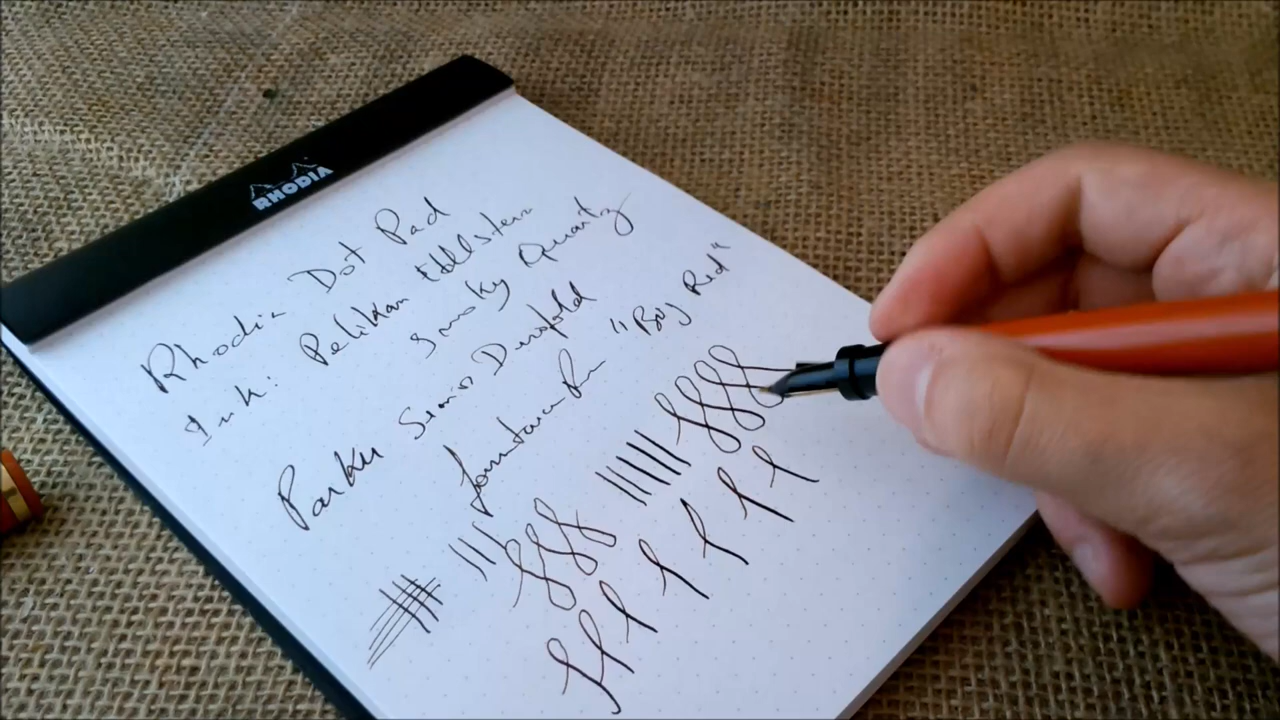 RHODIA
Rhodia Dot Pad
Ink: Pelikan Edelstein
Smoky Quartz
Parker Senior Duofold
fountain Pen "Big Red"